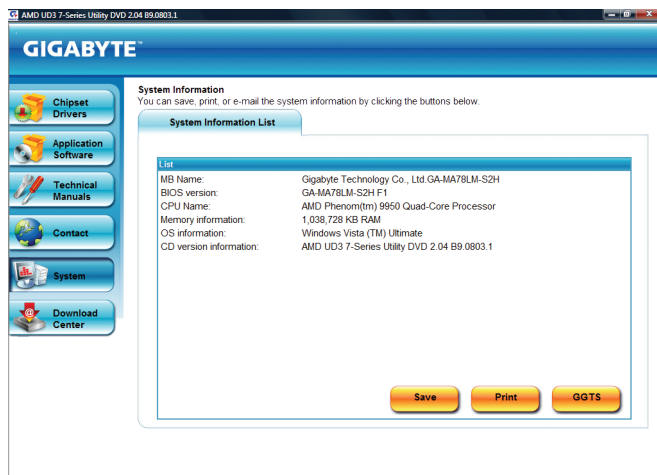 AMD UD3 7-Series Utility DVD 2.04 B9.0803.1
GIGABYTE™
Chipset
Drivers
Application
Software
Technical
Manuals
Contact
System
Download
Center
System Information
You can save, print, or e-mail the system information by clicking the buttons below.
System Information List
List
MB Name: Gigabyte Technology Co., Ltd.GA-MA78LM-S2H
BIOS version: GA-MA78LM-S2H F1
CPU Name: AMD Phenom(tm) 9950 Quad-Core Processor
Memory information: 1,038,728 KB RAM
OS information: Windows Vista (TM) Ultimate
CD version information: AMD UD3 7-Series Utility DVD 2.04 B9.0803.1
Save Print GGTS